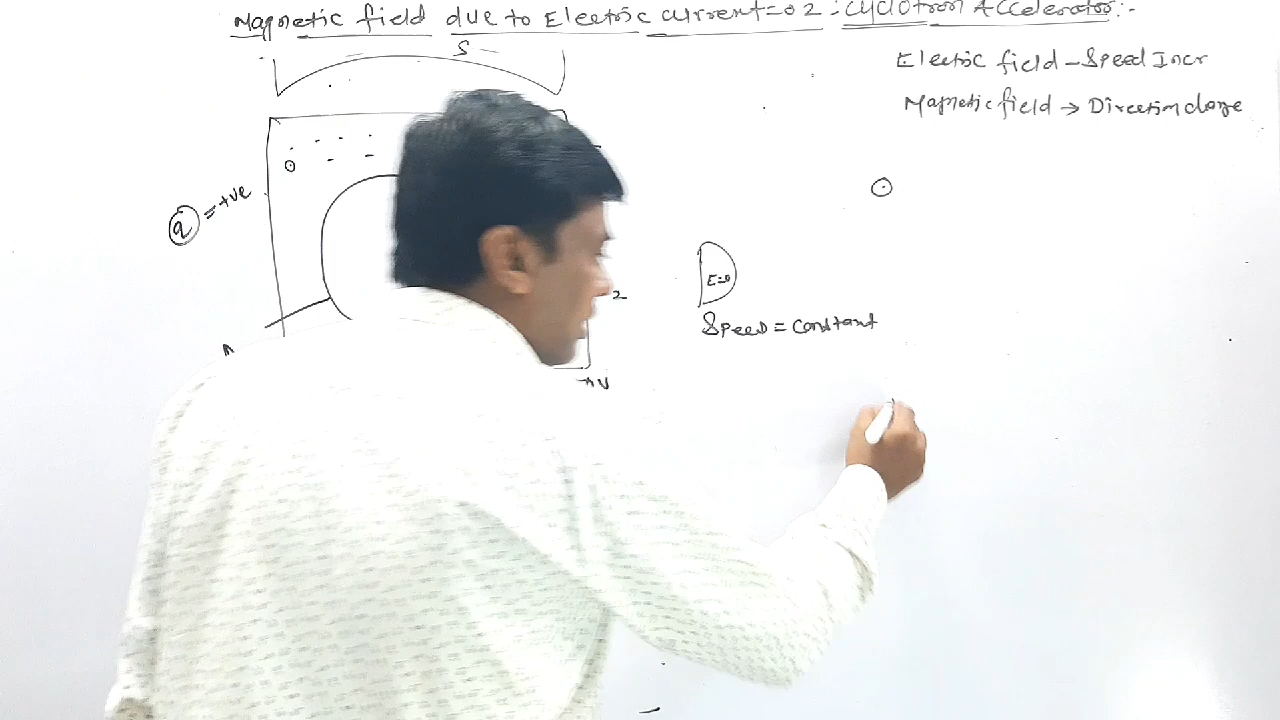 Magnetic field due to Electric current=02:- Cyclotron Accelerator:-
S
Electric field - Speed Incr
Magnetic field → Direction change
q = +ve
E=0
2
Speed = constant